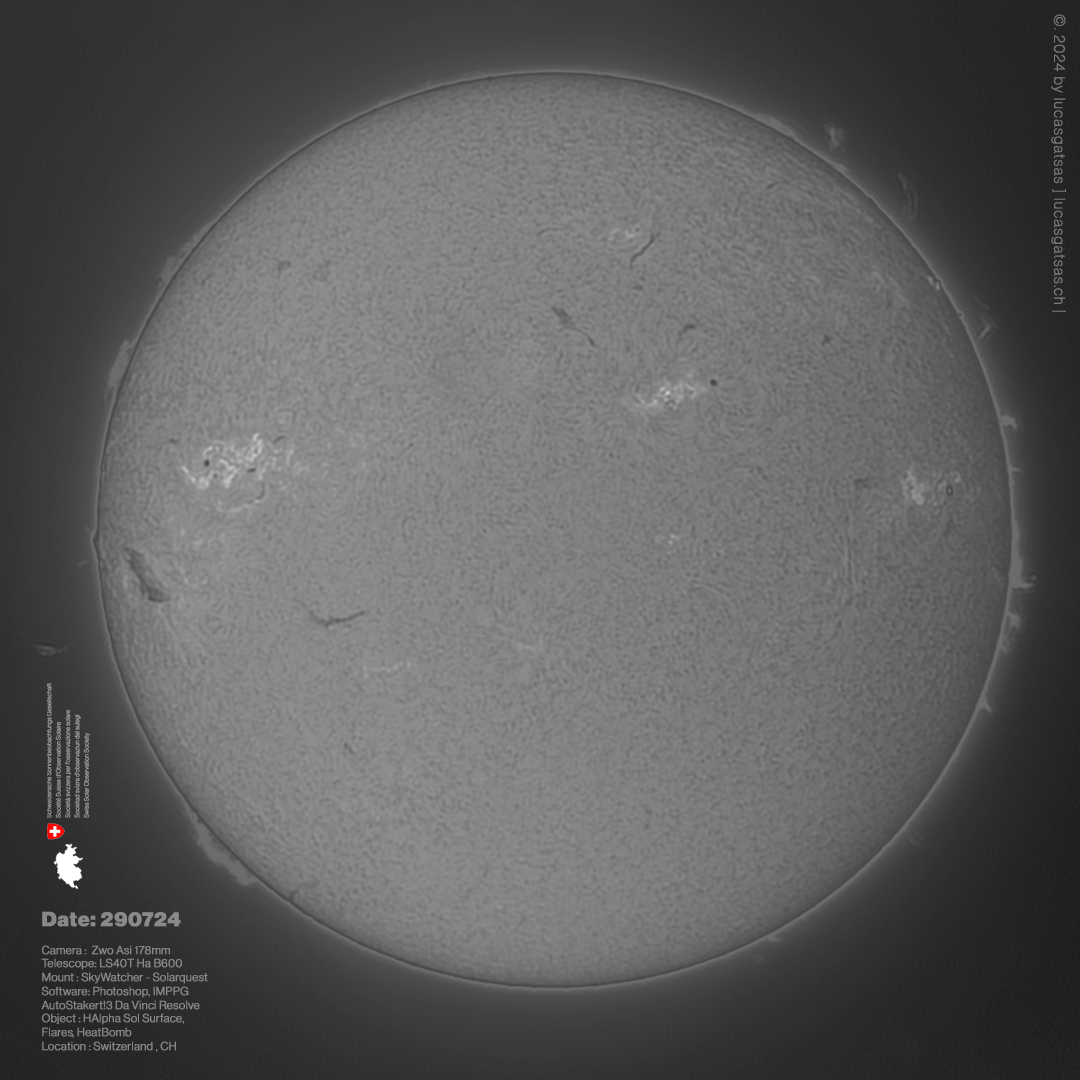 ©. 2024 by lucasgatsas ] lucasgatsas.ch |
Schweizerische Sonnenbeobachtungs Gesellschaft
Société Suisse d'Observation Solaire
Società svizzera per l'osservazione solare
Societad svizra d'observaziun dal sulegl
Swiss Solar Observation Society
Date: 290724
Camera : Zwo Asi 178mm
Telescope: LS40T Ha B600
Mount : SkyWatcher - Solarquest
Software: Photoshop, IMPPG
AutoStakert!3 Da Vinci Resolve
Object : HAlpha Sol Surface,
Flares, HeatBomb
Location : Switzerland , CH